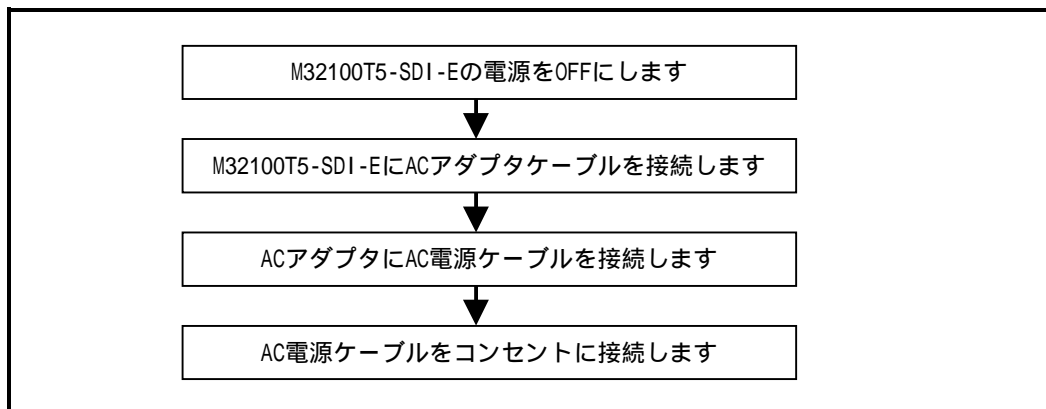 M32100T5-SDI-Eの電源をOFFにします
M32100T5-SDI-EにACアダプタケーブルを接続します
ACアダプタにAC電源ケーブルを接続します
AC電源ケーブルをコンセントに接続します